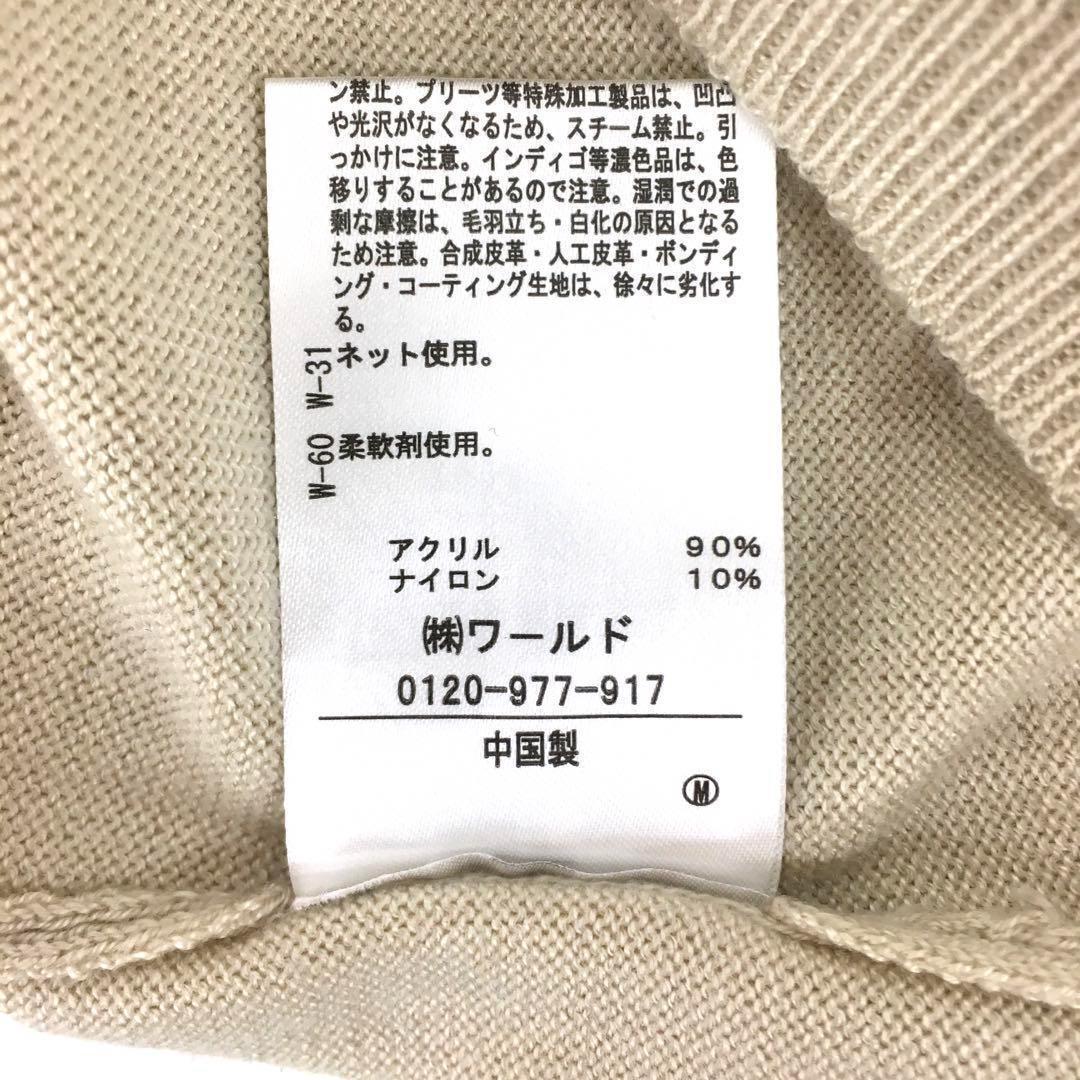 ン禁止。プリーツ等特殊加工製品は、凹凸
や光沢がなくなるため、スチーム禁止。引
っかけに注意。インディゴ等濃色品は、色
移りすることがあるので注意。湿潤での過
剰な摩擦は、毛羽立ち・白化の原因となる
ため注意。合成皮革・人工皮革・ボンディ
ング・コーティング生地は、徐々に劣化す
る。
W-31 ネット使用。
W-60 柔軟剤使用。
アクリル 90%
ナイロン 10%
㈱ワールド
0120-977-917
中国製
Ⓜ